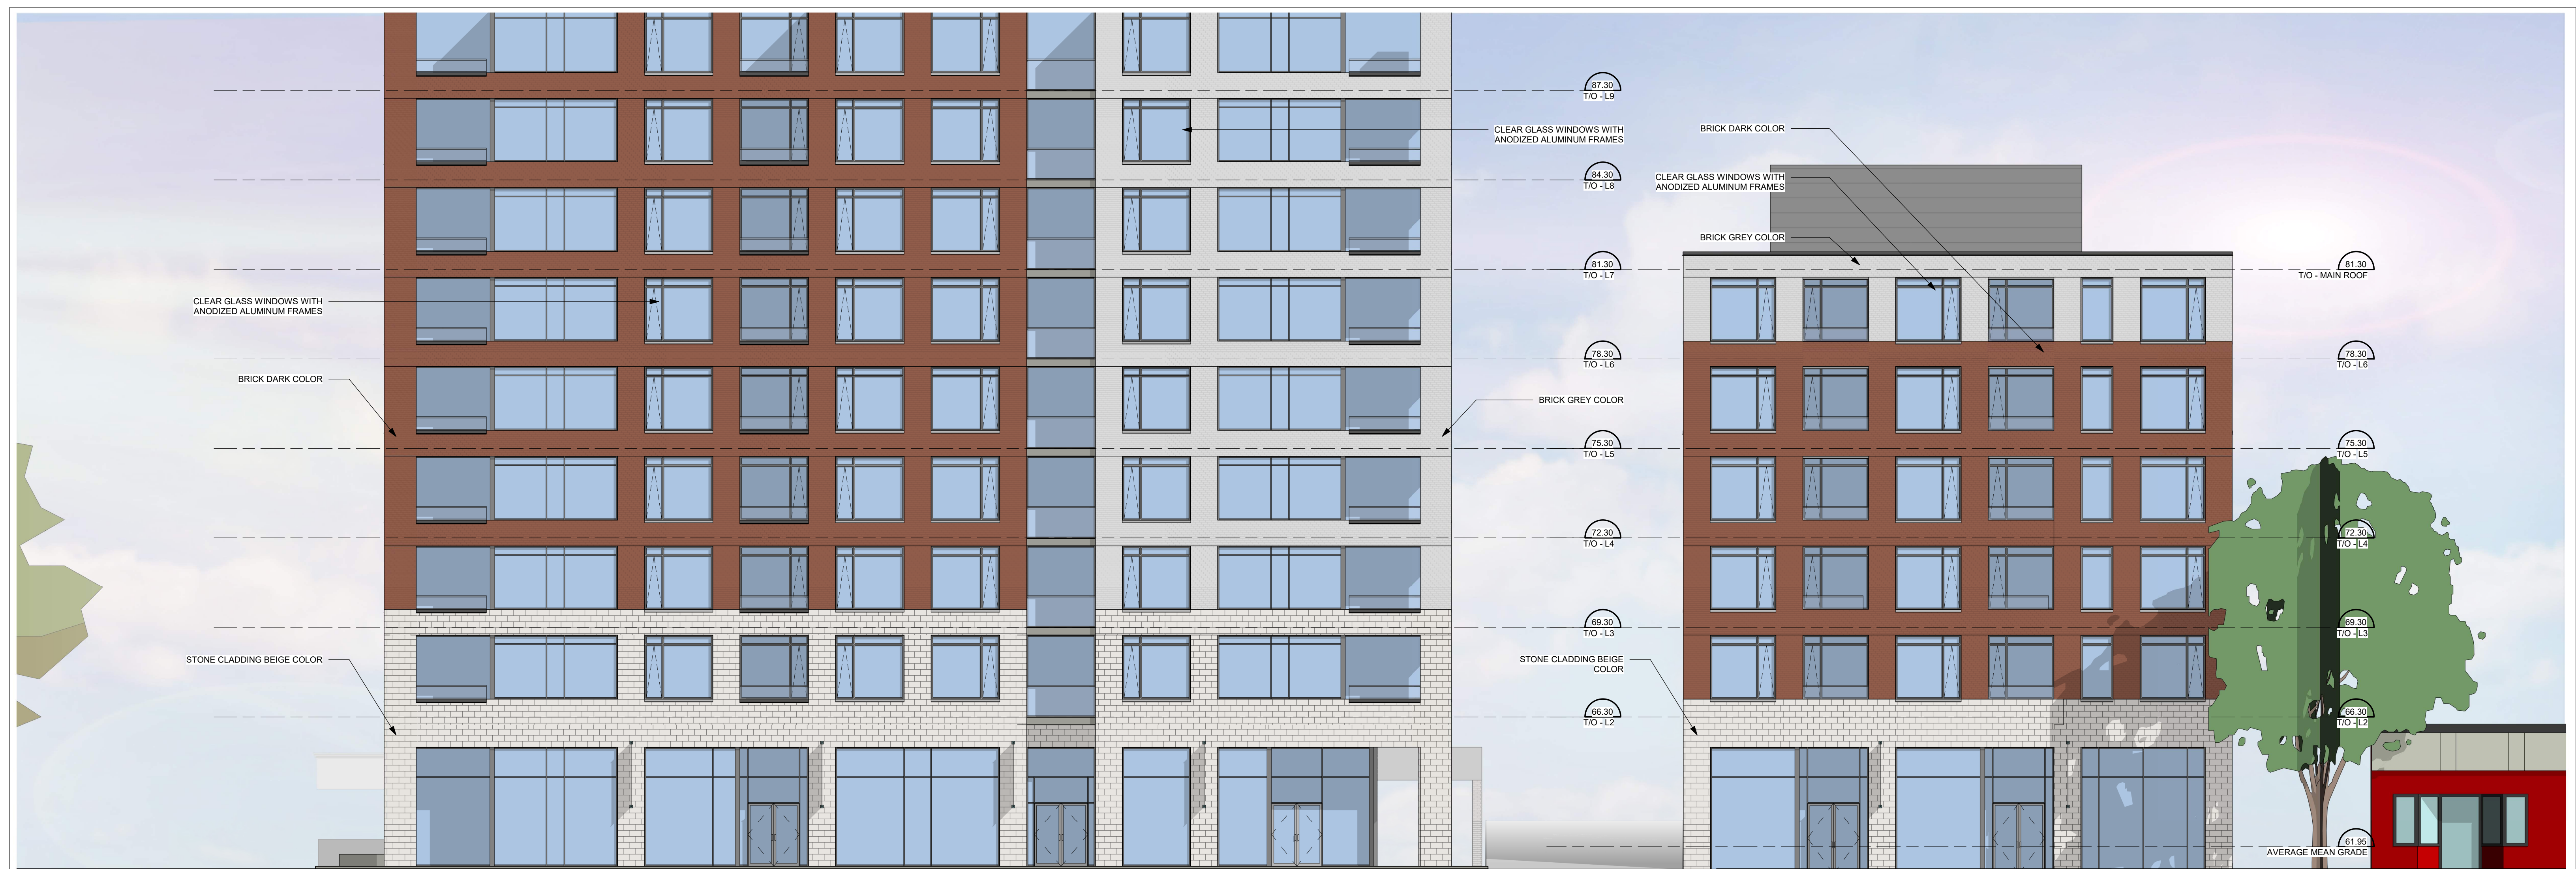 87.30
T/O - L9
CLEAR GLASS WINDOWS WITH
ANODIZED ALUMINUM FRAMES
BRICK DARK COLOR
84.30
T/O - L8
CLEAR GLASS WINDOWS WITH
ANODIZED ALUMINUM FRAMES
BRICK GREY COLOR
81.30
T/O - L7
81.30
T/O - MAIN ROOF
CLEAR GLASS WINDOWS WITH
ANODIZED ALUMINUM FRAMES
78.30
T/O - L6
78.30
T/O - L6
BRICK DARK COLOR
BRICK GREY COLOR
75.30
T/O - L5
75.30
T/O - L5
72.30
T/O - L4
72.30
T/O - L4
69.30
T/O - L3
69.30
T/O - L3
STONE CLADDING BEIGE COLOR
STONE CLADDING BEIGE
COLOR
66.30
T/O - L2
66.30
T/O - L2
61.95
AVERAGE MEAN GRADE